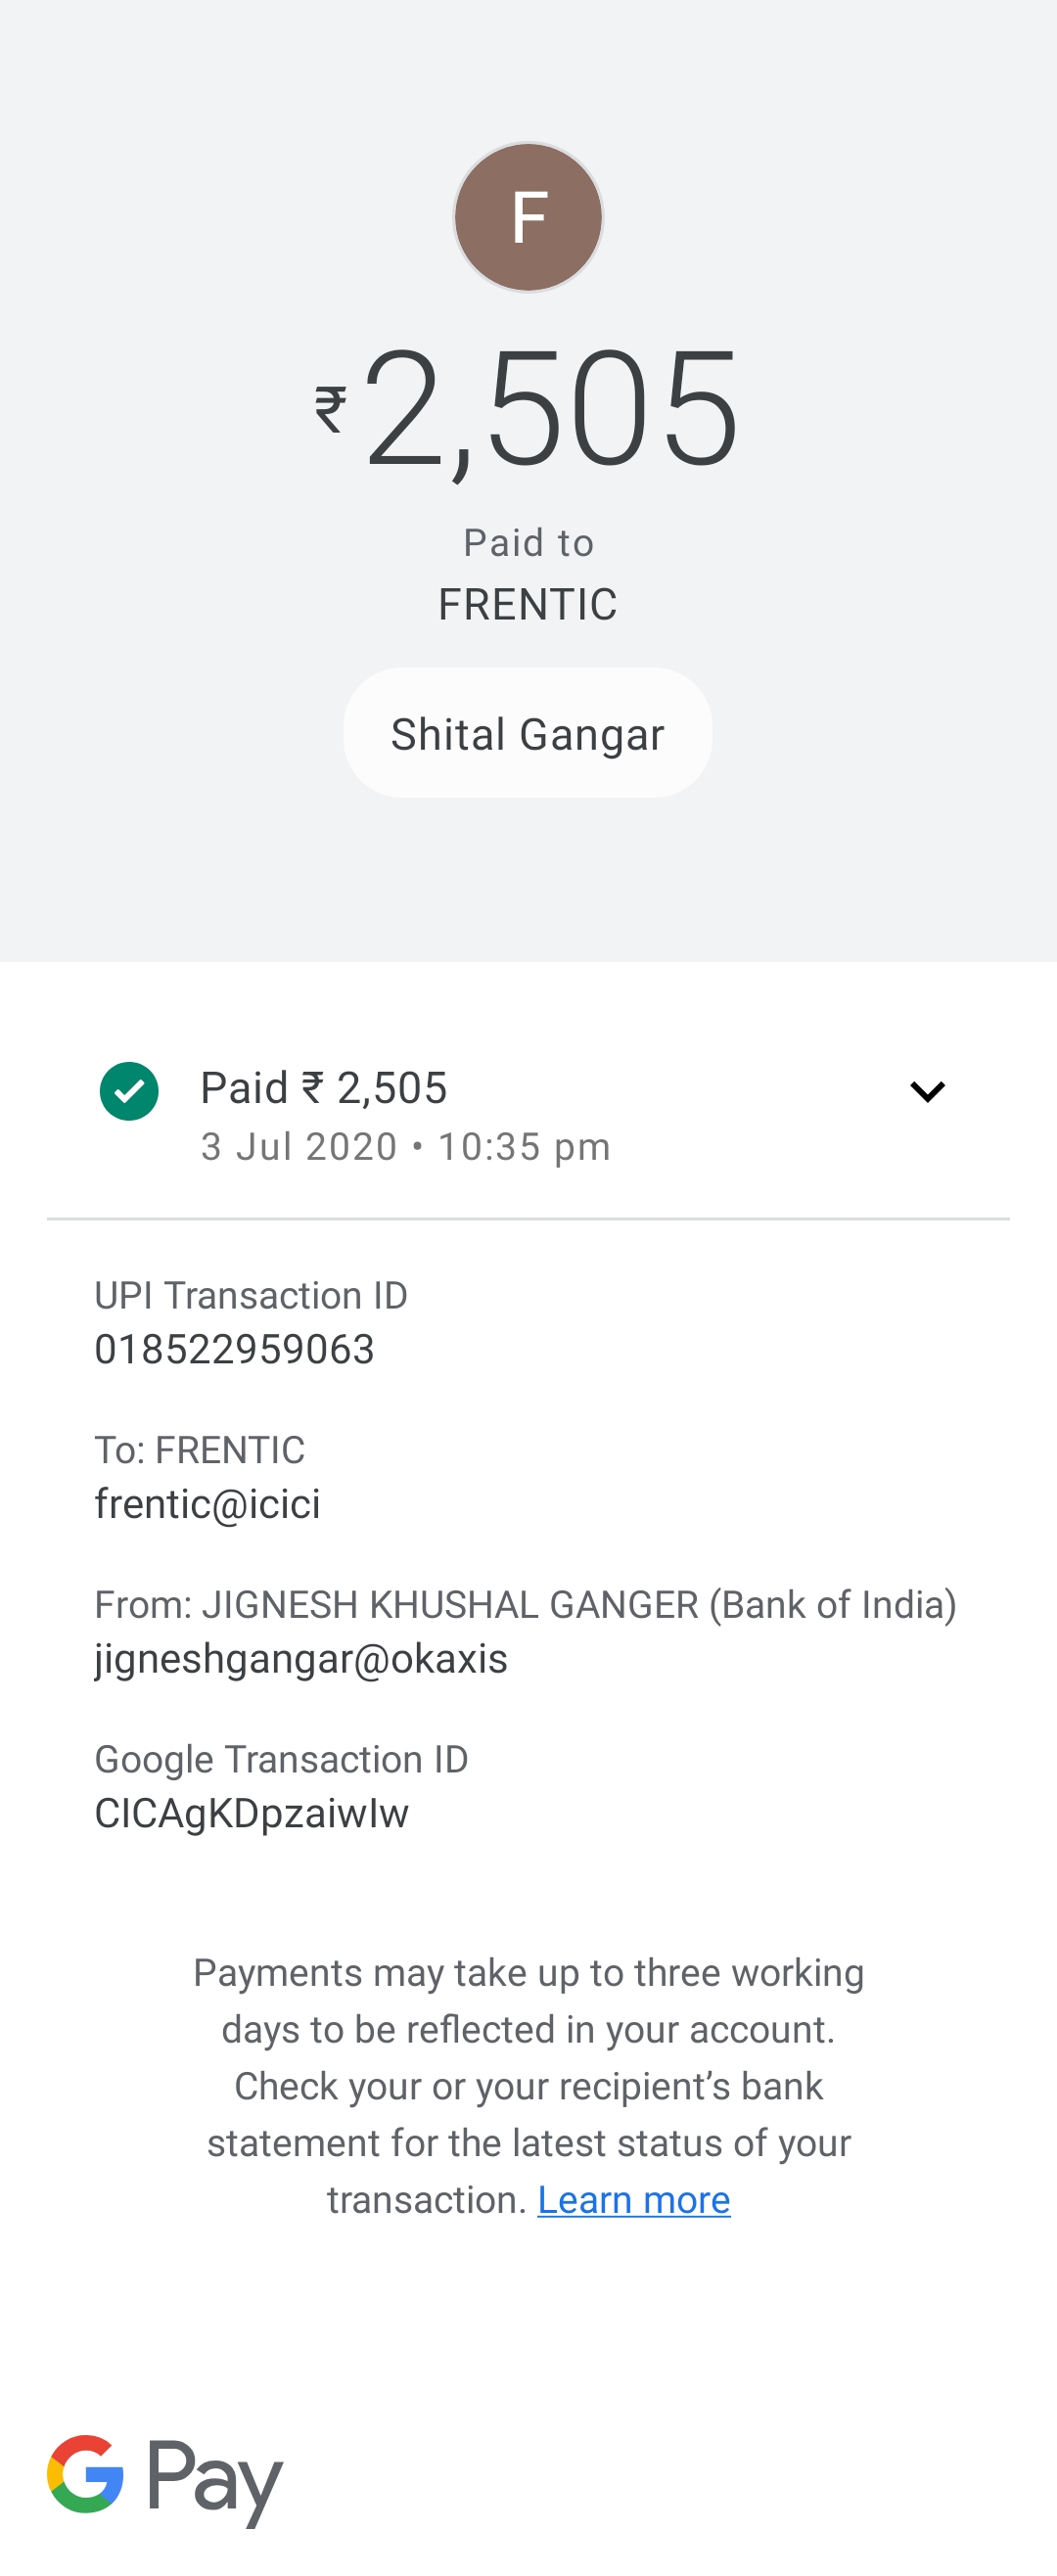 F
₹2,505
Paid to
FRENTIC
Shital Gangar
Paid ₹ 2,505
3 Jul 2020 • 10:35 pm
UPI Transaction ID
018522959063
To: FRENTIC
frentic@icici
From: JIGNESH KHUSHAL GANGER (Bank of India)
jigneshgangar@okaxis
Google Transaction ID
CICAgKDpzaiwIw
Payments may take up to three working
days to be reflected in your account.
Check your or your recipient’s bank
statement for the latest status of your
transaction. Learn more
G Pay